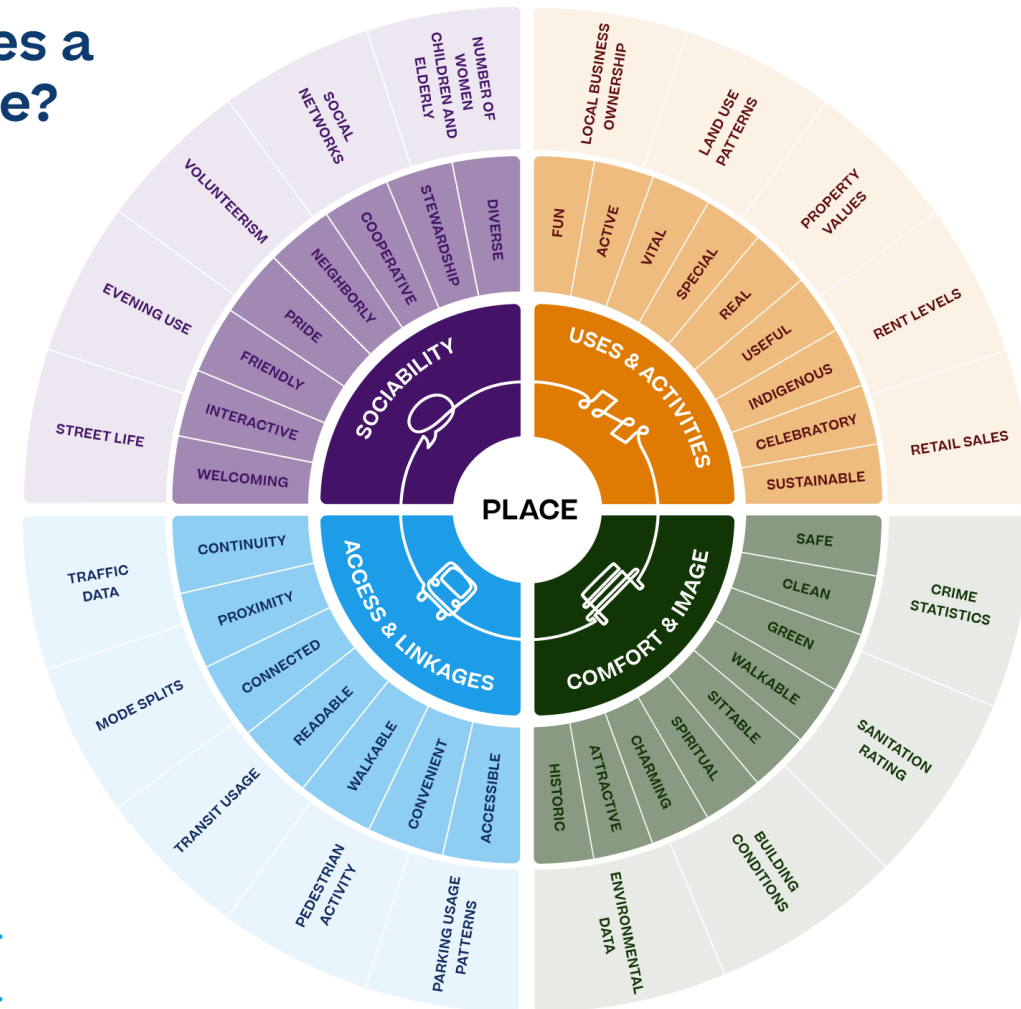 es a
e?
NUMBER OF
WOMEN
CHILDREN AND
ELDERLY
SOCIAL
NETWORKS
VOLUNTEERISM
EVENING USE
STREET LIFE
DIVERSE
STEWARDSHIP
COOPERATIVE
NEIGHBORLY
PRIDE
FRIENDLY
INTERACTIVE
WELCOMING
SOCIABILITY
LOCAL BUSINESS
OWNERSHIP
LAND USE
PATTERNS
PROPERTY
VALUES
RENT LEVELS
RETAIL SALES
FUN
ACTIVE
VITAL
SPECIAL
REAL
USEFUL
INDIGENOUS
CELEBRATORY
SUSTAINABLE
USES & ACTIVITIES
PLACE
ACCESS & LINKAGES
CONTINUITY
PROXIMITY
CONNECTED
READABLE
WALKABLE
CONVENIENT
ACCESSIBLE
TRAFFIC
DATA
MODE SPLITS
TRANSIT USAGE
PEDESTRIAN
ACTIVITY
PARKING USAGE
PATTERNS
COMFORT & IMAGE
SAFE
CLEAN
GREEN
WALKABLE
SITTABLE
SPIRITUAL
CHARMING
ATTRACTIVE
HISTORIC
CRIME
STATISTICS
SANITATION
RATING
BUILDING
CONDITIONS
ENVIRONMENTAL
DATA